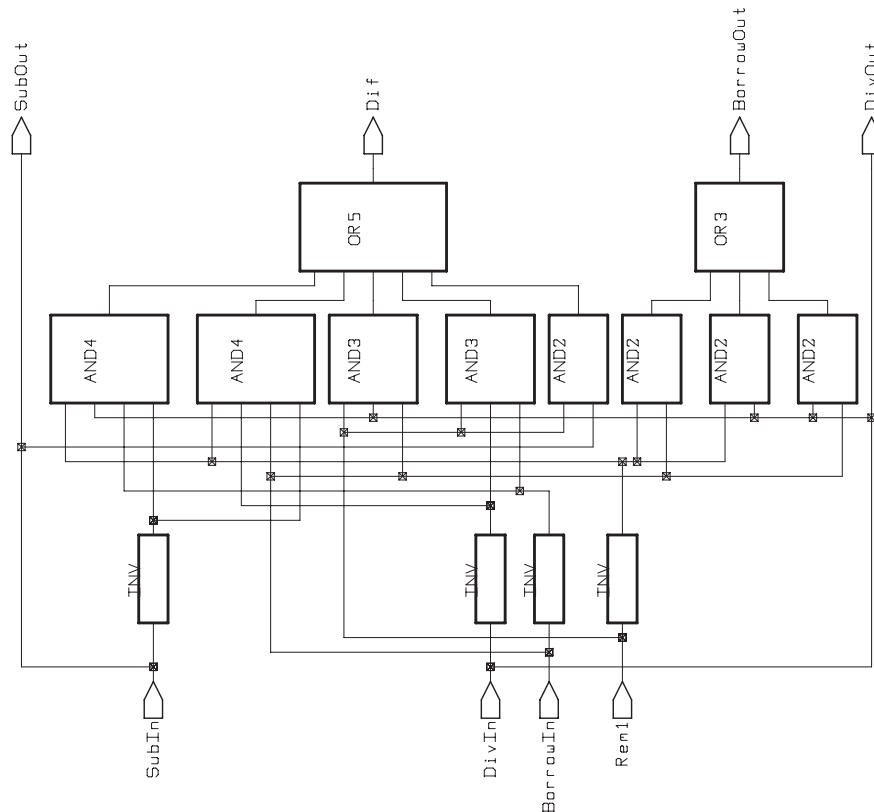 SubOut
Dif
BorrowOut
DivOut
OR5
OR3
AND4
AND4
AND3
AND3
AND2
AND2
AND2
AND2
INV
INV
INV
INV
SubIn
DivIn
BorrowIn
Rem1